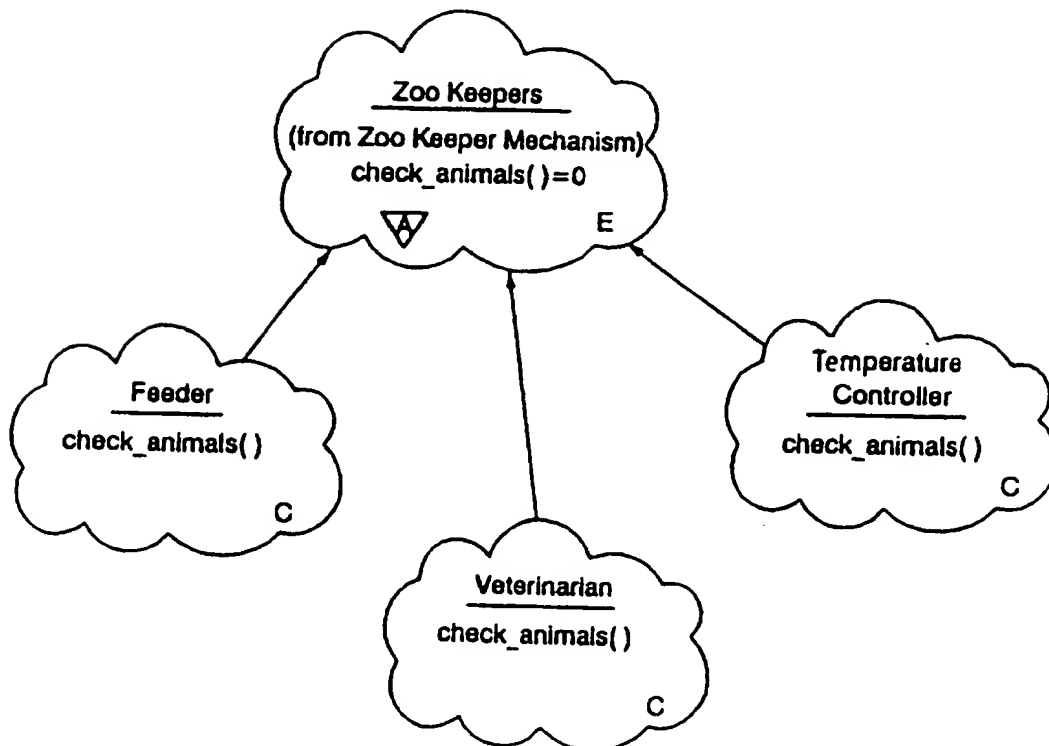 Zoo Keepers
(from Zoo Keeper Mechanism)
check_animals( )=0
A
E
Feeder
check_animals( )
C
Temperature
Controller
check_animals( )
C
Veterinarian
check_animals( )
C